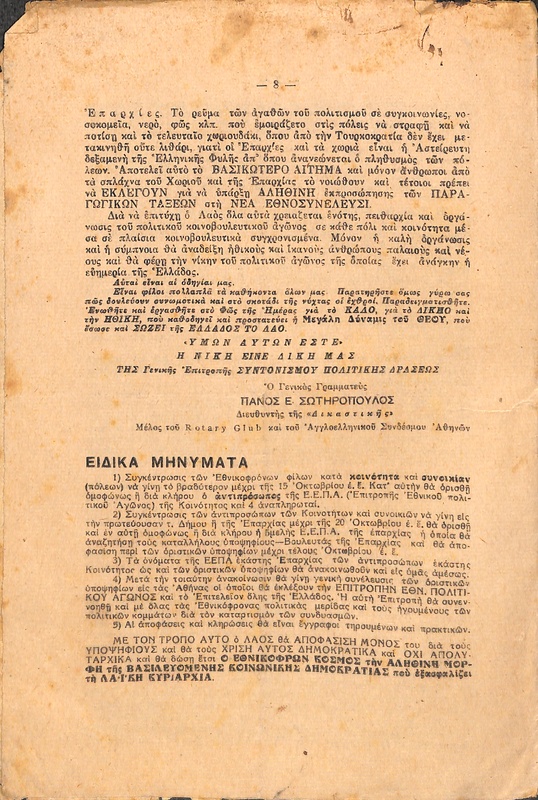 — 8 —
Ἐπαρχίες. Τὸ ρεῦμα τῶν ἀγαθῶν τοῦ πολιτισμοῦ σὲ συγκοινωνίες, νο-
σοκομεῖα, νερό, φῶς κλπ. ποὺ ἐμοιράζετο στὶς πόλεις νὰ στραφῇ καὶ νὰ
ποτίσῃ καὶ τὸ τελευταῖο χωριουδάκι, ὅπου ἀπὸ τὴν Τουρκοκρατία δὲν ἔχει με-
τακινηθῆ οὔτε λιθάρι, γιατὶ οἱ Ἐπαρχίες καὶ τὰ χωριὰ εἶναι ἡ Ἀστείρευτη
δεξαμενὴ τῆς Ἑλληνικῆς Φυλῆς ἀπ' ὅπου ἀνανεώνεται ὁ πληθυσμὸς τῶν πό-
λεων. Ἀποτελεῖ αὐτὸ τὸ ΒΑΣΙΚΩΤΕΡΟ ΑΙΤΗΜΑ καὶ μόνον ἄνθρωποι ἀπὸ
τὰ σπλάχνα τοῦ Χωριοῦ καὶ τῆς Ἐπαρχίας τὸ νοιώθουν καὶ τέτοιοι πρέπει
νὰ ΕΚΛΕΓΟΥΝ γιὰ νὰ ὑπάρξῃ ΑΛΗΘΙΝΗ ἐκπροσώπησις τῶν ΠΑΡΑ-
ΓΩΓΙΚΩΝ ΤΑΞΕΩΝ στὴ ΝΕΑ ΕΘΝΟΣΥΝΕΛΕΥΣΙ.
Διὰ νὰ ἐπιτύχῃ ὁ Λαὸς ὅλα αὐτὰ χρειάζεται ἑνότης, πειθαρχία καὶ ὀργά-
νωσις τοῦ πολιτικοῦ κοινοβουλευτικοῦ ἀγῶνος σὲ κάθε πόλι καὶ κοινότητα μέ-
σα σὲ πλαίσια κοινοβουλευτικὰ συγχρονισμένα. Μόνον ἡ καλὴ ὀργάνωσις
καὶ ἡ σύμπνοια θὰ ἀναδείξῃ ἠθικοὺς καὶ ἱκανοὺς ἀνθρώπους παλαιοὺς καὶ νέ-
ους καὶ θὰ φέρῃ τὴν νίκην τοῦ πολιτικοῦ ἀγῶνος τῆς ὁποίας ἔχει ἀνάγκην ἡ
εὐημερία τῆς Ἑλλάδος.
Αὐταὶ εἶναι αἱ ὁδηγίαι μας.
Εἶναι φίλοι πολλαπλᾶ τὰ καθήκοντα ὅλων μας. Παρατηρήστε ὅμως γύρω σας
πῶς δουλεύουν συνωμοτικὰ καὶ στὸ σκοτάδι τῆς νύχτας οἱ ἐχθροί. Παραδειγματισθῆτε.
Ἑνωθῆτε καὶ ἐργασθῆτε στὸ Φῶς τῆς Ἡμέρας γιὰ τὸ ΚΑΛΟ, γιὰ τὸ ΔΙΚΗΟ καὶ
τὴν ΗΘΙΚΗ, ποὺ καθοδηγεῖ καὶ προστατεύει ἡ Μεγάλη Δύναμις τοῦ ΘΕΟΥ, ποὺ
ἔσωσε καὶ ΣΩΖΕΙ τῆς ΕΛΛΑΔΟΣ ΤΟ ΛΑΟ.
«ΥΜΩΝ ΑΥΤΩΝ ΕΣΤΕ»
Η ΝΙΚΗ ΕΙΝΕ ΔΙΚΗ ΜΑΣ
ΤΗΣ Γενικῆς Ἐπιτροπῆς ΣΥΝΤΟΝΙΣΜΟΥ ΠΟΛΙΤΙΚΗΣ ΔΡΑΣΕΩΣ
Ὁ Γενικὸς Γραμματεὺς
ΠΑΝΟΣ Ε. ΣΩΤΗΡΟΠΟΥΛΟΣ
Διευθυντὴς τῆς «Δικαστικῆς»
Μέλος τοῦ Rotary Glub καὶ τοῦ Ἀγγλοελληνικοῦ Συνδέσμου Ἀθηνῶν
ΕΙΔΙΚΑ ΜΗΝΥΜΑΤΑ
1) Συγκέντρωσις τῶν Ἐθνικοφρόνων φίλων κατὰ κοινότητα καὶ συνοικίαν
(πόλεων) νὰ γίνῃ τὸ βραδύτερον μέχρι τῆς 15 Ὀκτωβρίου ἐ. ἔ. Κατ' αὐτὴν θὰ ὁρισθῇ
ὁμοφώνως ἢ διὰ κλήρου ὁ ἀντιπρόσωπος τῆς Ε.Ε.Π.Α. (Ἐπιτροπῆς Ἐθνικοῦ πολι-
τικοῦ Ἀγῶνος) τῆς Κοινότητος καὶ 4 ἀναπληρωταί.
2) Συγκέντρωσις τῶν ἀντιπροσώπων τῶν Κοινοτήτων καὶ συνοικιῶν νὰ γίνῃ εἰς
τὴν πρωτεύουσαν τ. Δήμου ἢ τῆς Ἐπαρχίας μέχρι τῆς 20 Ὀκτωβρίου ἐ. ἔ. θὰ ὁρισθῇ
καὶ ἐν αὐτῇ ὁμοφώνως ἢ διὰ κλήρου ἡ 5μελὴς Ε.Ε.Π.Α. τῆς ἐπαρχίας ἡ ὁποία θὰ
ἀναζητήσῃ τοὺς καταλλήλους ὑποψηφίους—Βουλευτὰς τῆς Ἐπαρχίας καὶ θὰ ἀπο-
φασίσῃ περὶ τῶν ὁριστικῶν ὑποψηφίων μέχρι τέλους Ὀκτωβρίου ἐ. ἔ.
3) Τὰ ὀνόματα τῆς ΕΕΠΑ ἑκάστης Ἐπαρχίας τῶν ἀντιπροσώπων ἑκάστης
Κοινότητος ὡς καὶ τῶν ὁριστικῶν ὑποψηφίων θὰ ἀνακοινωθοῦν καὶ εἰς ἡμᾶς ἀμέσως.
4) Μετὰ τὴν τοιαύτην ἀνακοίνωσιν θὰ γίνῃ γενικὴ συνέλευσις τῶν ὁριστικῶν
ὑποψηφίων εἰς τὰς Ἀθήνας οἱ ὁποῖοι θὰ ἐκλέξουν τὴν ΕΠΙΤΡΟΠΗΝ ΕΘΝ. ΠΟΛΙΤΙ-
ΚΟΥ ΑΓΩΝΟΣ καὶ τὸ Ἐπιτελεῖον ὅλης τῆς Ἑλλάδος. Ἡ αὐτὴ Ἐπιτροπὴ θὰ συνεν-
νοηθῇ καὶ μὲ ὅλας τὰς Ἐθνικόφρονας πολιτικὰς μερίδας καὶ τοὺς ἡγουμένους τῶν
πολιτικῶν κομμάτων διὰ τὸν καταρτισμὸν τῶν συνδυασμῶν.
5) Αἱ ἀποφάσεις καὶ κληρώσεις θὰ εἶναι ἔγγραφοι τηρουμένων καὶ πρακτικῶν.
ΜΕ ΤΟΝ ΤΡΟΠΟ ΑΥΤΟ ὁ ΛΑΟΣ θὰ ΑΠΟΦΑΣΙΣΗ ΜΟΝΟΣ του διὰ τοὺς
ΥΠΟΨΗΦΙΟΥΣ καὶ θὰ τοὺς ΧΡΙΣΗ ΑΥΤΟΣ ΔΗΜΟΚΡΑΤΙΚΑ καὶ ΟΧΙ ΑΠΟΛΥ-
ΤΑΡΧΙΚΑ καὶ θὰ δώσῃ ἔτσι Ο ΕΘΝΙΚΟΦΡΩΝ ΚΟΣΜΟΣ τὴν ΑΛΗΘΙΝΗ ΜΟΡ-
ΦΗ τῆς ΒΑΣΙΛΕΥΟΜΕΝΗΣ ΚΟΙΝΩΝΙΚΗΣ ΔΗΜΟΚΡΑΤΙΑΣ ποὺ ἐξασφαλίζει
τὴ ΛΑ·Ι·ΚΗ ΚΥΡΙΑΡΧΙΑ.